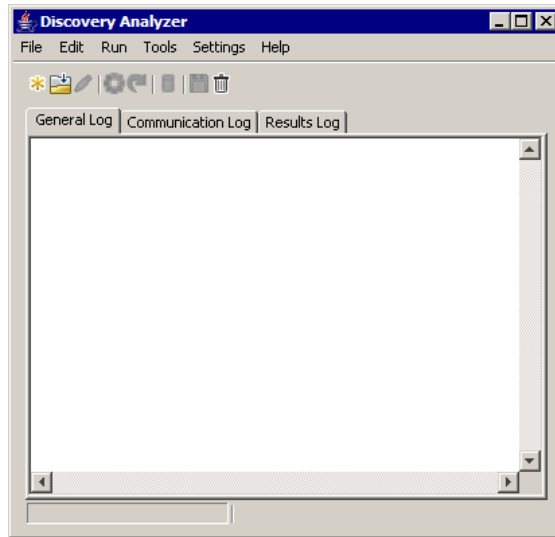 Discovery Analyzer
File Edit Run Tools Settings Help
General Log Communication Log Results Log